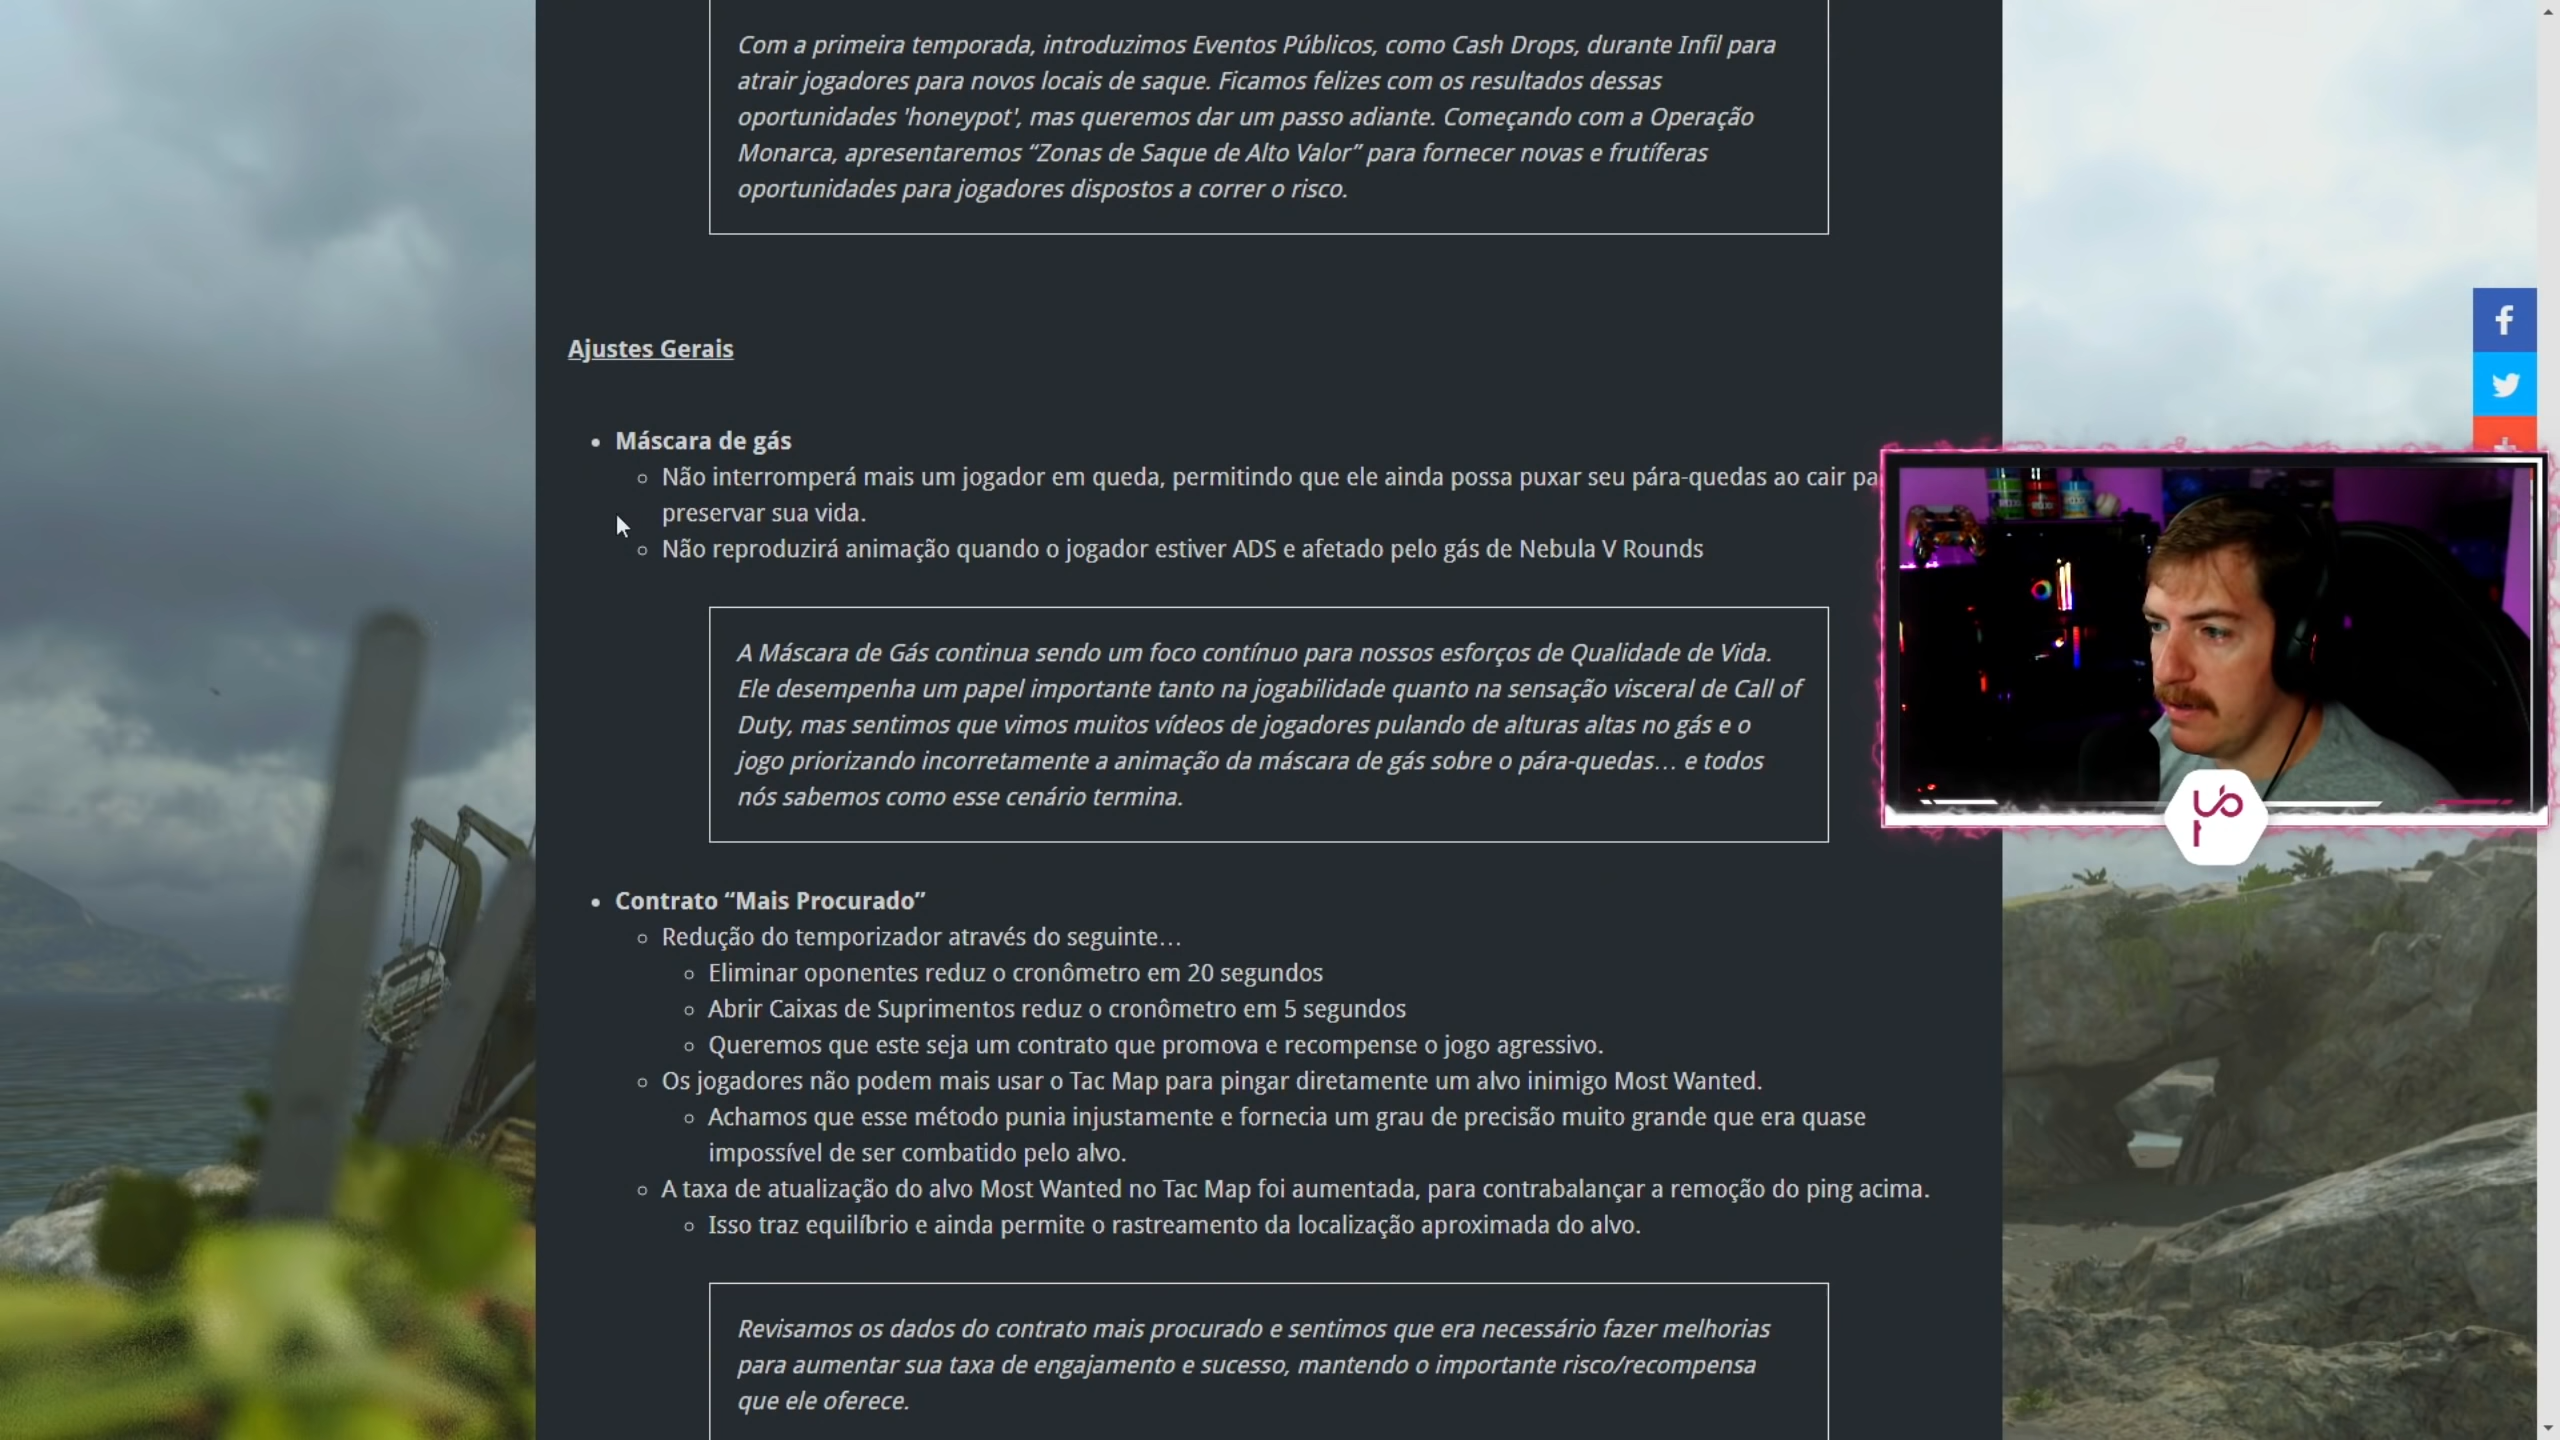 Com a primeira temporada, introduzimos Eventos Públicos, como Cash Drops, durante Infil para
atrair jogadores para novos locais de saque. Ficamos felizes com os resultados dessas
oportunidades 'honeypot', mas queremos dar um passo adiante. Começando com a Operação
Monarca, apresentaremos “Zonas de Saque de Alto Valor” para fornecer novas e frutíferas
oportunidades para jogadores dispostos a correr o risco.
Ajustes Gerais
• Máscara de gás
○ Não interromperá mais um jogador em queda, permitindo que ele ainda possa puxar seu pára-quedas ao cair pa
preservar sua vida.
○ Não reproduzirá animação quando o jogador estiver ADS e afetado pelo gás de Nebula V Rounds
A Máscara de Gás continua sendo um foco contínuo para nossos esforços de Qualidade de Vida.
Ele desempenha um papel importante tanto na jogabilidade quanto na sensação visceral de Call of
Duty, mas sentimos que vimos muitos vídeos de jogadores pulando de alturas altas no gás e o
jogo priorizando incorretamente a animação da máscara de gás sobre o pára-quedas… e todos
nós sabemos como esse cenário termina.
• Contrato “Mais Procurado”
○ Redução do temporizador através do seguinte…
○ Eliminar oponentes reduz o cronômetro em 20 segundos
○ Abrir Caixas de Suprimentos reduz o cronômetro em 5 segundos
○ Queremos que este seja um contrato que promova e recompense o jogo agressivo.
○ Os jogadores não podem mais usar o Tac Map para pingar diretamente um alvo inimigo Most Wanted.
○ Achamos que esse método punia injustamente e fornecia um grau de precisão muito grande que era quase
impossível de ser combatido pelo alvo.
○ A taxa de atualização do alvo Most Wanted no Tac Map foi aumentada, para contrabalançar a remoção do ping acima.
○ Isso traz equilíbrio e ainda permite o rastreamento da localização aproximada do alvo.
Revisamos os dados do contrato mais procurado e sentimos que era necessário fazer melhorias
para aumentar sua taxa de engajamento e sucesso, mantendo o importante risco/recompensa
que ele oferece.